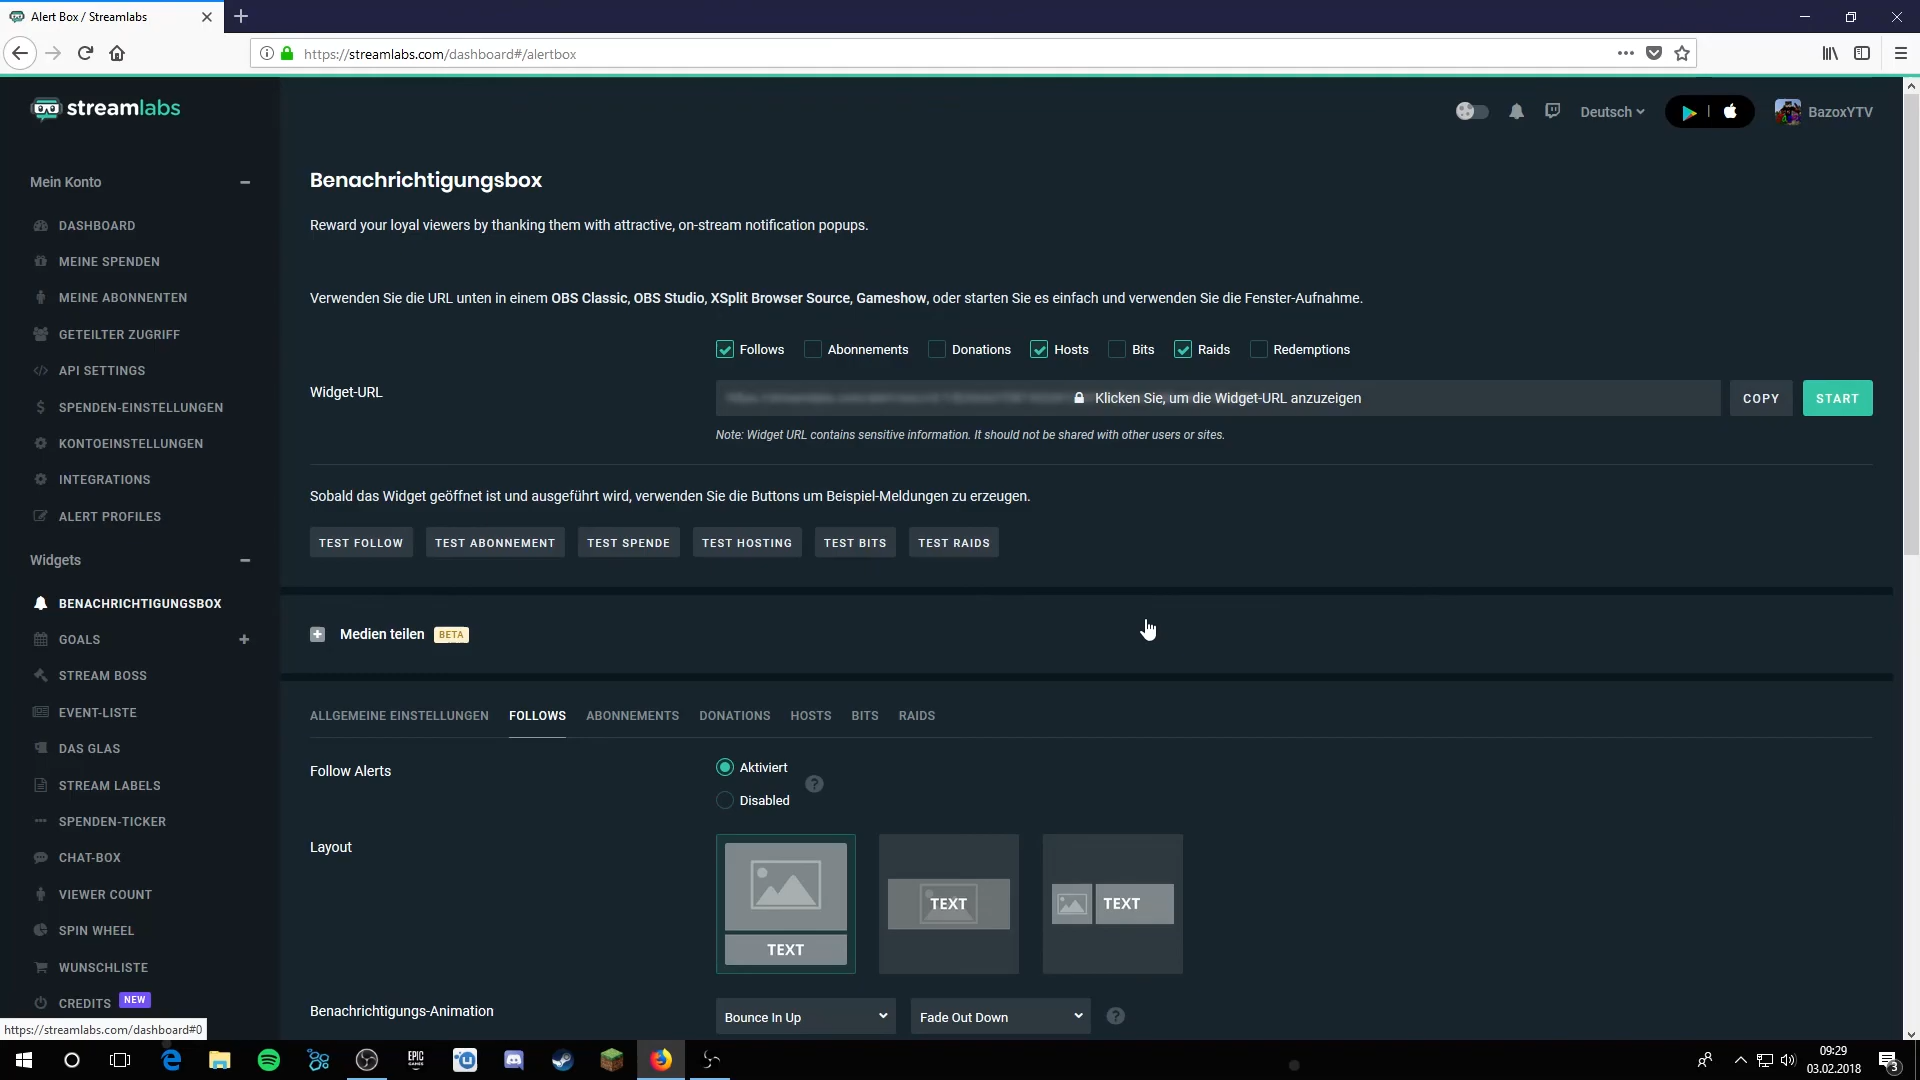 Alert Box / Streamlabs
https://streamlabs.com/dashboard#/alertbox
streamlabs
Deutsch
BazoxYTV
Mein Konto
DASHBOARD
MEINE SPENDEN
MEINE ABONNENTEN
GETEILTER ZUGRIFF
API SETTINGS
SPENDEN-EINSTELLUNGEN
KONTOEINSTELLUNGEN
INTEGRATIONS
ALERT PROFILES
Widgets
BENACHRICHTIGUNGSBOX
GOALS
STREAM BOSS
EVENT-LISTE
DAS GLAS
STREAM LABELS
SPENDEN-TICKER
CHAT-BOX
VIEWER COUNT
SPIN WHEEL
WUNSCHLISTE
CREDITS NEW
https://streamlabs.com/dashboard#0
Benachrichtigungsbox
Reward your loyal viewers by thanking them with attractive, on-stream notification popups.
Verwenden Sie die URL unten in einem OBS Classic, OBS Studio, XSplit Browser Source, Gameshow, oder starten Sie es einfach und verwenden Sie die Fenster-Aufnahme.
Follows Abonnements Donations Hosts Bits Raids Redemptions
Widget-URL Klicken Sie, um die Widget-URL anzuzeigen COPY START
Note: Widget URL contains sensitive information. It should not be shared with other users or sites.
Sobald das Widget geöffnet ist und ausgeführt wird, verwenden Sie die Buttons um Beispiel-Meldungen zu erzeugen.
TEST FOLLOW TEST ABONNEMENT TEST SPENDE TEST HOSTING TEST BITS TEST RAIDS
Medien teilen BETA
ALLGEMEINE EINSTELLUNGEN FOLLOWS ABONNEMENTS DONATIONS HOSTS BITS RAIDS
Follow Alerts Aktiviert
Disabled
Layout
TEXT TEXT TEXT
Benachrichtigungs-Animation Bounce In Up Fade Out Down
EPIC GAMES
09:29
03.02.2018
3